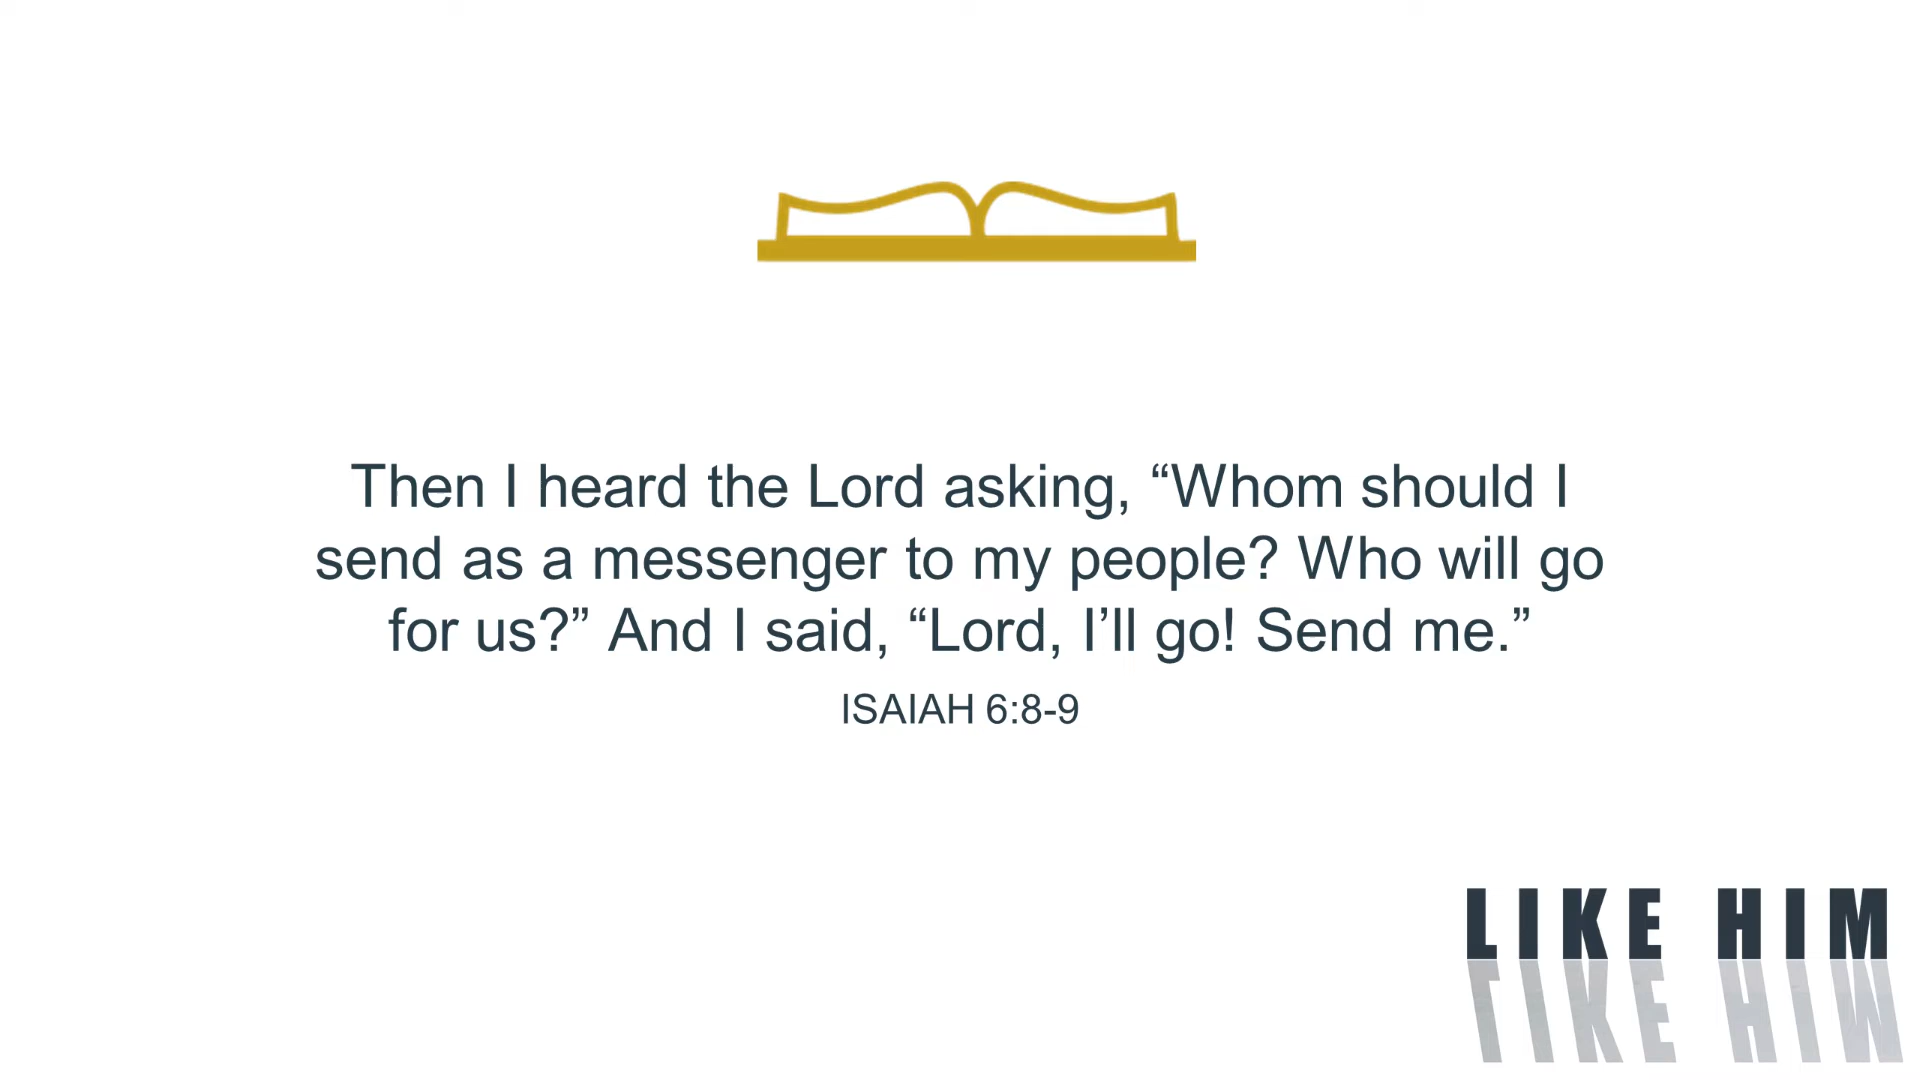 Then I heard the Lord asking, “Whom should I
send as a messenger to my people? Who will go
for us?” And I said, “Lord, I’ll go! Send me.”
ISAIAH 6:8-9
LIKE HIM